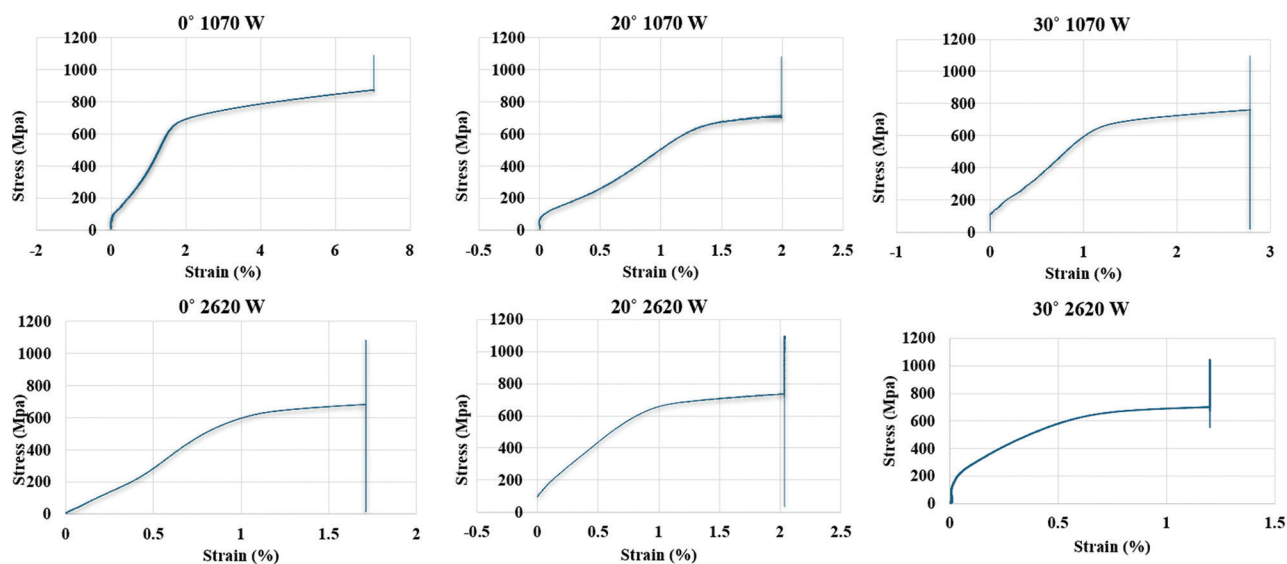 0° 1070 W
1200
1000
800
600
400
200
0
Stress (Mpa)
-2 0 2 4 6 8
Strain (%)
20° 1070 W
1200
1000
800
600
400
200
0
Stress (Mpa)
-0.5 0 0.5 1 1.5 2 2.5
Strain (%)
30° 1070 W
1200
1000
800
600
400
200
0
Stress (Mpa)
-1 0 1 2 3
Strain (%)
0° 2620 W
1200
1000
800
600
400
200
0
Stress (Mpa)
0 0.5 1 1.5 2
Strain (%)
20° 2620 W
1200
1000
800
600
400
200
0
Stress (Mpa)
-0.5 0 0.5 1 1.5 2 2.5
Strain (%)
30° 2620 W
1200
1000
800
600
400
200
0
Stress (Mpa)
0 0.5 1 1.5
Strain (%)